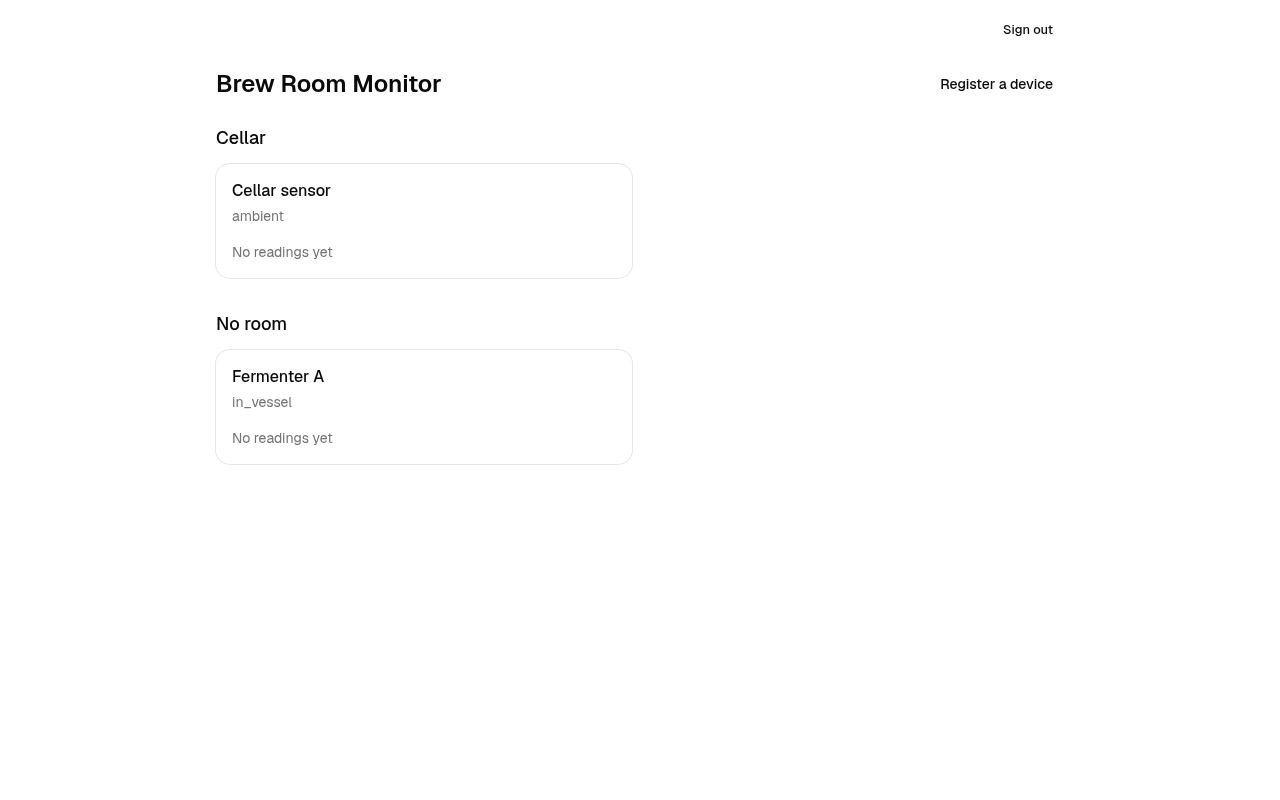 Sign out
Brew Room Monitor
Register a device
Cellar
Cellar sensor
ambient
No readings yet
No room
Fermenter A
in_vessel
No readings yet